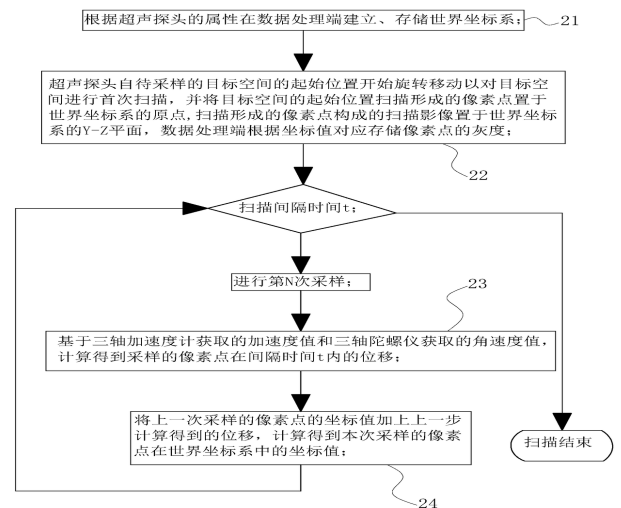 根据超声探头的属性在数据处理端建立、存储世界坐标系；
21
超声探头自待采样的目标空间的起始位置开始旋转移动以对目标空
间进行首次扫描，并将目标空间的起始位置扫描形成的像素点置于
世界坐标系的原点,扫描形成的像素点构成的扫描影像置于世界坐标
系的Y-Z平面，数据处理端根据坐标值对应存储像素点的灰度；
22
扫描间隔时间t；
进行第N次采样；
23
基于三轴加速度计获取的加速度值和三轴陀螺仪获取的角速度值，
计算得到采样的像素点在间隔时间t内的位移；
将上一次采样的像素点的坐标值加上上一步
计算得到的位移，计算得到本次采样的像素
点在世界坐标系中的坐标值；
扫描结束
24